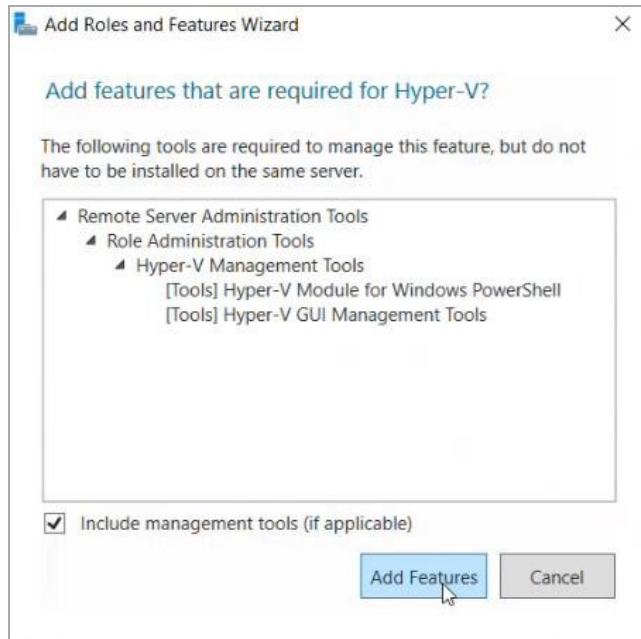 Add Roles and Features Wizard
Add features that are required for Hyper-V?
The following tools are required to manage this feature, but do not
have to be installed on the same server.
Remote Server Administration Tools
Role Administration Tools
Hyper-V Management Tools
[Tools] Hyper-V Module for Windows PowerShell
[Tools] Hyper-V GUI Management Tools
Include management tools (if applicable)
Add Features Cancel